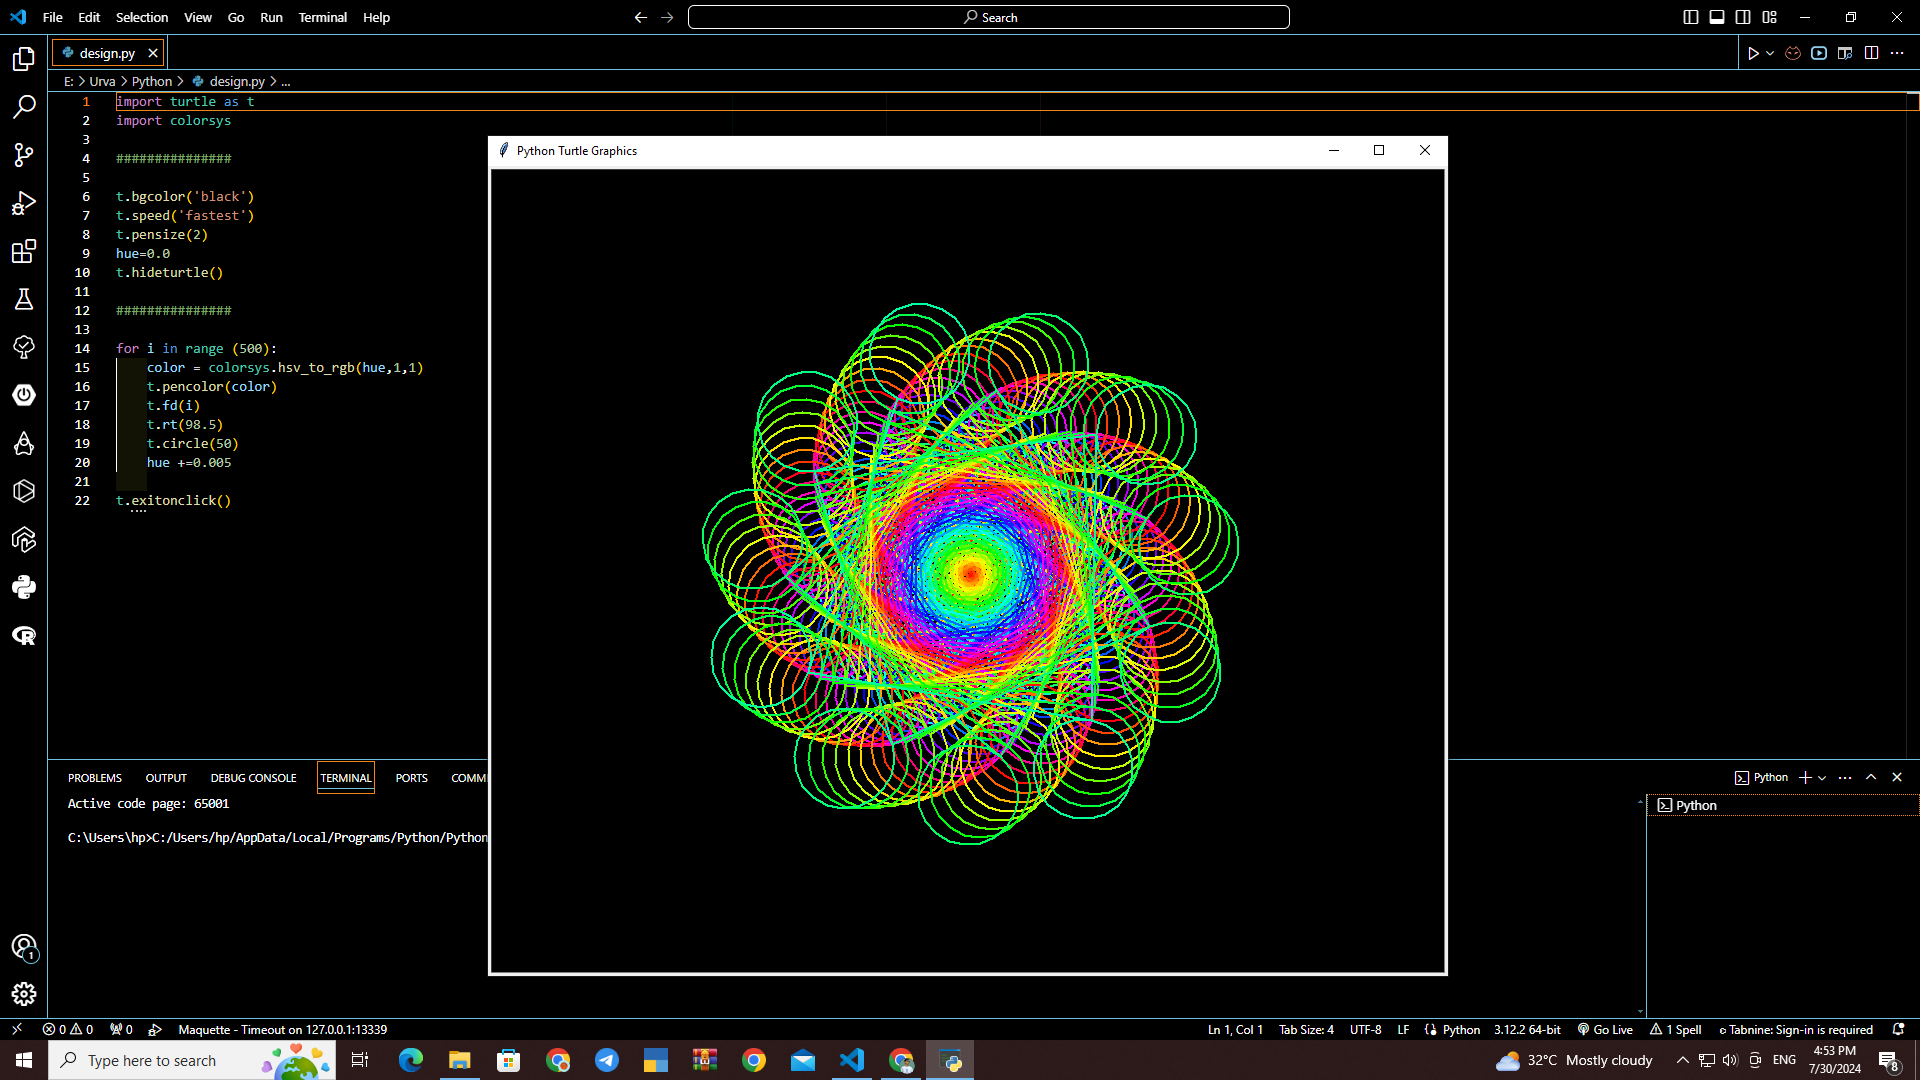 File Edit Selection View Go Run Terminal Help
Search
design.py
E: > Urva > Python > design.py > ...
1 import turtle as t
2 import colorsys
3
4 ###############
5
6 t.bgcolor('black')
7 t.speed('fastest')
8 t.pensize(2)
9 hue=0.0
10 t.hideturtle()
11
12 ###############
13
14 for i in range (500):
15 color = colorsys.hsv_to_rgb(hue,1,1)
16 t.pencolor(color)
17 t.fd(i)
18 t.rt(98.5)
19 t.circle(50)
20 hue +=0.005
21
22 t.exitonclick()
Python Turtle Graphics
PROBLEMS OUTPUT DEBUG CONSOLE TERMINAL PORTS COMM
Python
Active code page: 65001
Python
C:\Users\hp>C:/Users/hp/AppData/Local/Programs/Python/Python
1
0 0 0 Maquette - Timeout on 127.0.0.1:13339
Ln 1, Col 1 Tab Size: 4 UTF-8 LF Python 3.12.2 64-bit Go Live 1 Spell Tabnine: Sign-in is required
Type here to search
32°C Mostly cloudy
ENG
4:53 PM
7/30/2024
8